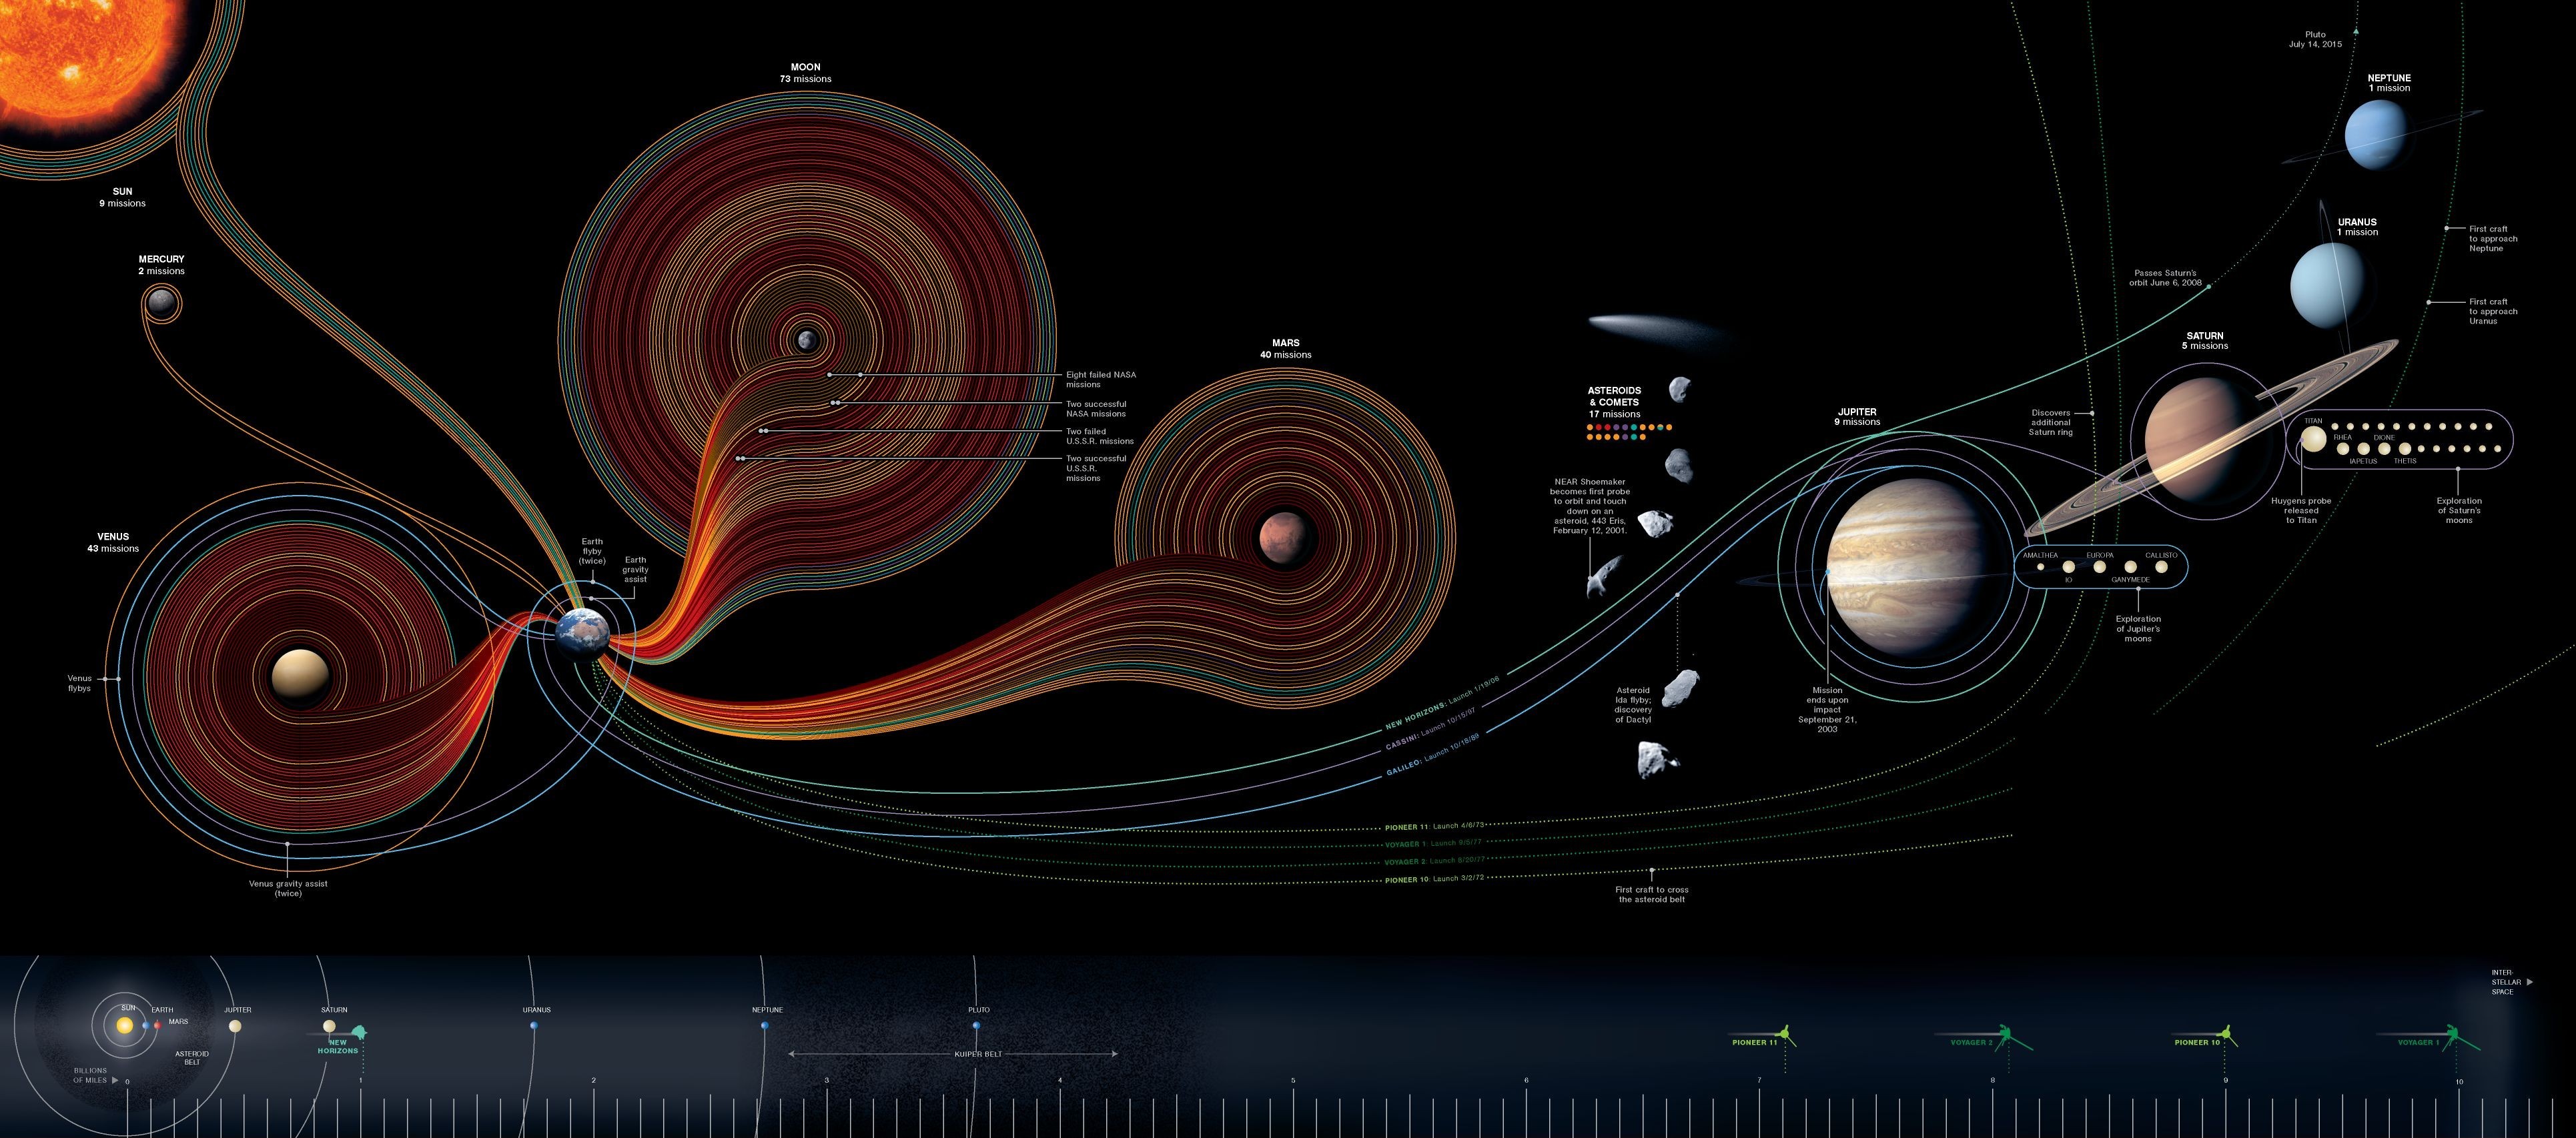 Pluto
July 14, 2015
NEPTUNE
1 mission
MOON
73 missions
SUN
9 missions
URANUS
1 mission
First craft
to approach
Neptune
MERCURY
2 missions
Passes Saturn's
orbit June 6, 2008
First craft
to approach
Uranus
SATURN
5 missions
MARS
40 missions
Eight failed NASA
missions
Two successful
NASA missions
Two failed
U.S.S.R. missions
Two successful
U.S.S.R.
missions
ASTEROIDS
& COMETS
17 missions
JUPITER
9 missions
Discovers
additional
Saturn ring
TITAN
RHEA
DIONE
IAPETUS
THETIS
Huygens probe
released
to Titan
Exploration
of Saturn's
moons
NEAR Shoemaker
becomes first probe
to orbit and touch
down on an
asteroid, 443 Eris,
February 12, 2001.
VENUS
43 missions
Earth
flyby
(twice)
Earth
gravity
assist
AMALTHEA
EUROPA
CALLISTO
IO
GANYMEDE
Exploration
of Jupiter's
moons
Venus
flybys
Asteroid
Ida flyby;
discovery
of Dactyl
Mission
ends upon
impact
September 21,
2003
NEW HORIZONS: Launch 1/19/06
CASSINI: Launch 10/15/97
GALILEO: Launch 10/18/89
PIONEER 11: Launch 4/6/73
VOYAGER 1: Launch 9/5/77
VOYAGER 2: Launch 8/20/77
PIONEER 10: Launch 3/2/72
Venus gravity assist
(twice)
First craft to cross
the asteroid belt
INTER-
STELLAR
SPACE
SUN
EARTH
MARS
JUPITER
SATURN
URANUS
NEPTUNE
PLUTO
NEW
HORIZONS
ASTEROID
BELT
KUIPER BELT
PIONEER 11
VOYAGER 2
PIONEER 10
VOYAGER 1
BILLIONS
OF MILES
0 1 2 3 4 5 6 7 8 9 10